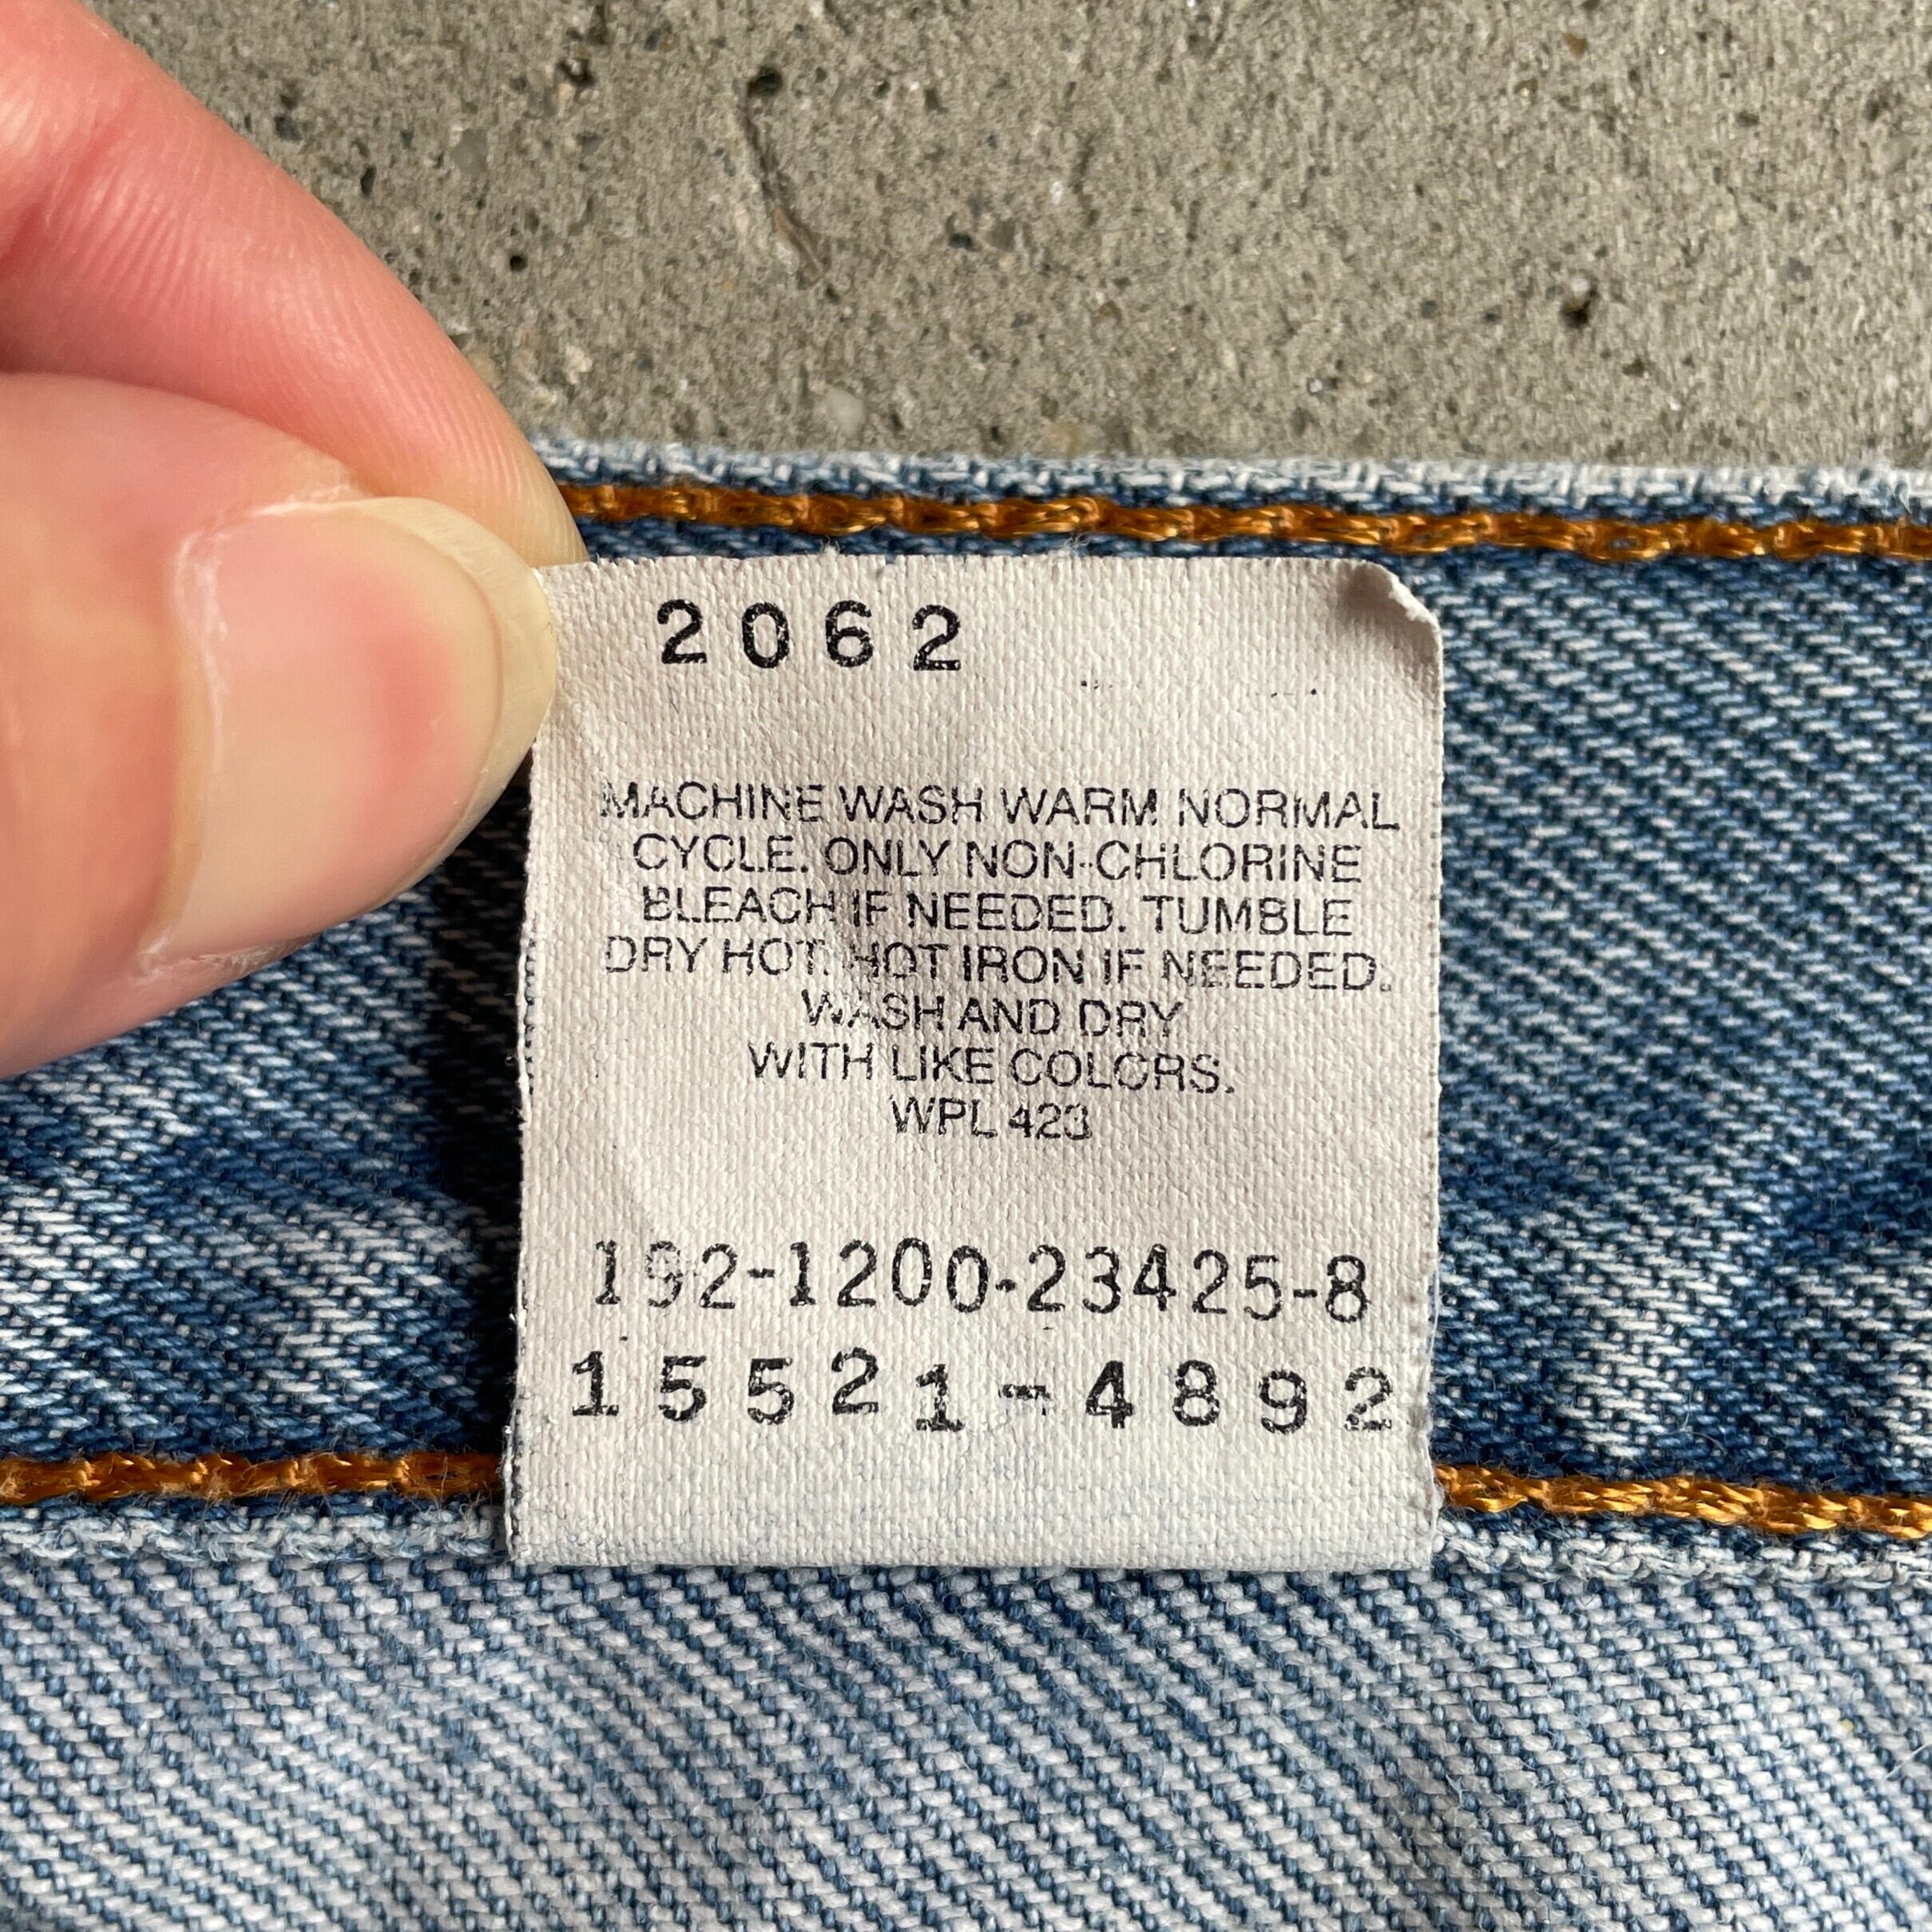 2062
MACHINE WASH WARM NORMAL
CYCLE. ONLY NON-CHLORINE
BLEACH IF NEEDED. TUMBLE
DRY HOT. HOT IRON IF NEEDED.
WASH AND DRY
WITH LIKE COLORS.
WPL 423
192-1200-23425-8
15521-4892